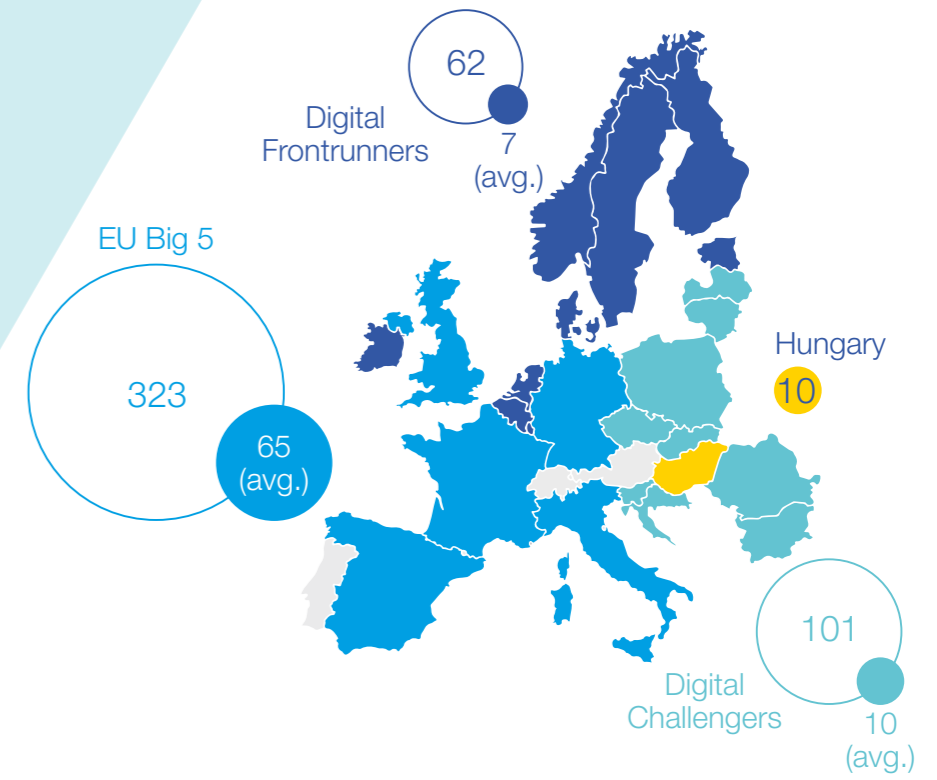 62
Digital
Frontrunners
7
(avg.)
EU Big 5
323
65
(avg.)
Hungary
10
101
Digital
Challengers
10
(avg.)